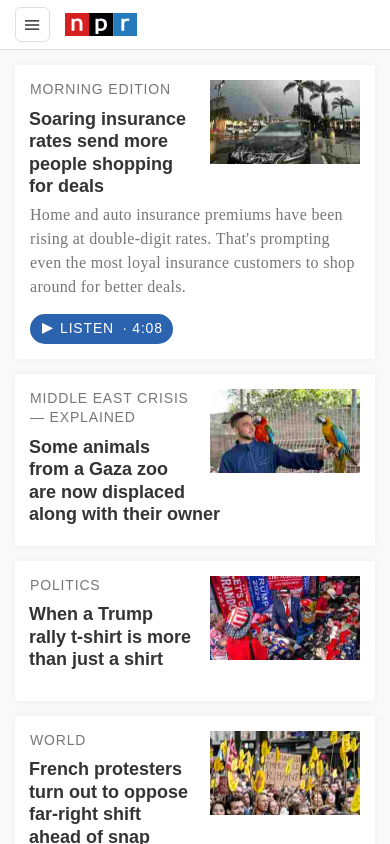 npr
MORNING EDITION
Soaring insurance
rates send more
people shopping
for deals
Home and auto insurance premiums have been
rising at double-digit rates. That's prompting
even the most loyal insurance customers to shop
around for better deals.
LISTEN · 4:08
MIDDLE EAST CRISIS
— EXPLAINED
Some animals
from a Gaza zoo
are now displaced
along with their owner
POLITICS
When a Trump
rally t-shirt is more
than just a shirt
TRUMP
2024
WORLD
French protesters
turn out to oppose
far-right shift
ahead of snap